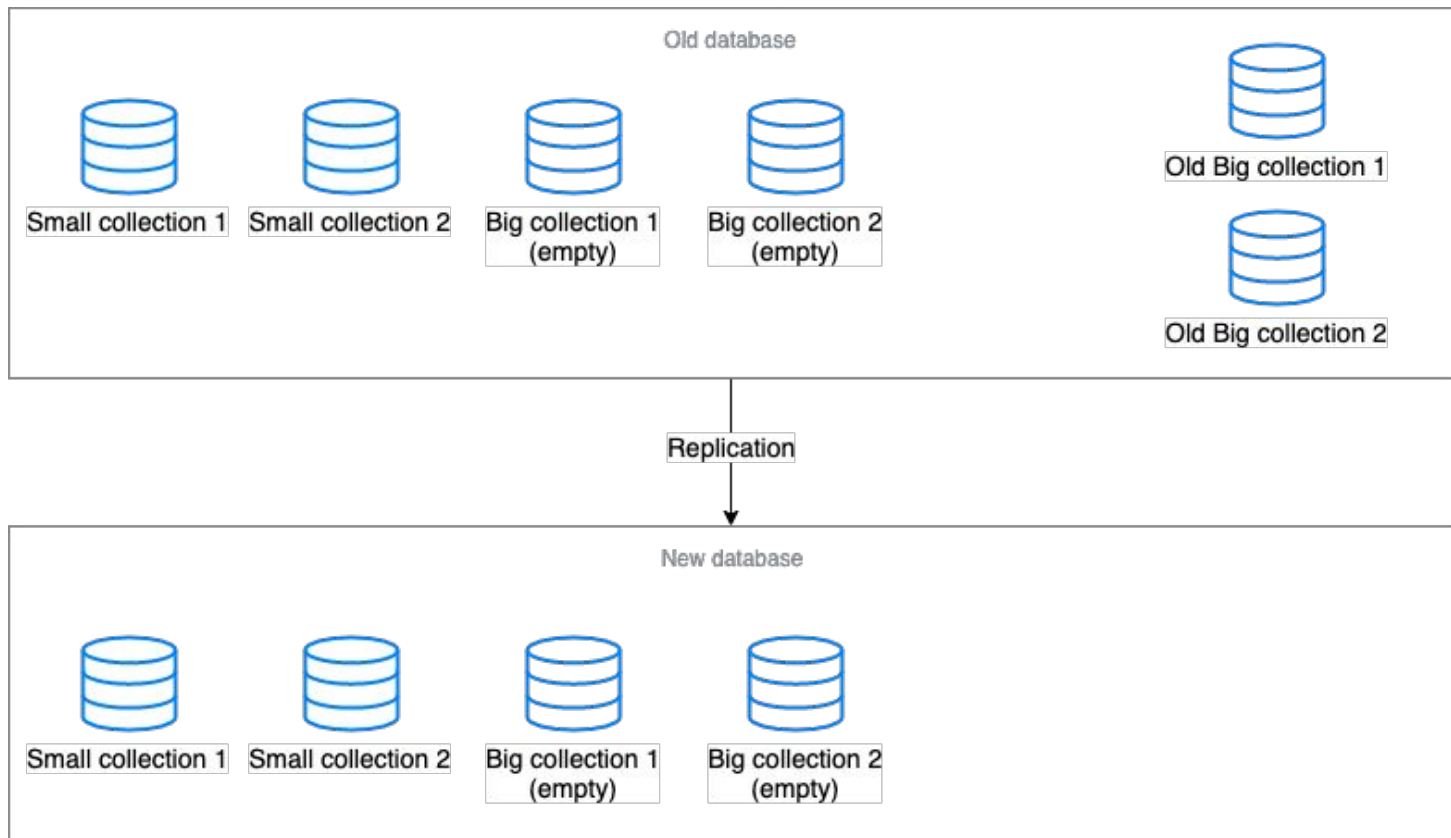 Old database
Small collection 1
Small collection 2
Big collection 1
(empty)
Big collection 2
(empty)
Old Big collection 1
Old Big collection 2
Replication
New database
Small collection 1
Small collection 2
Big collection 1
(empty)
Big collection 2
(empty)